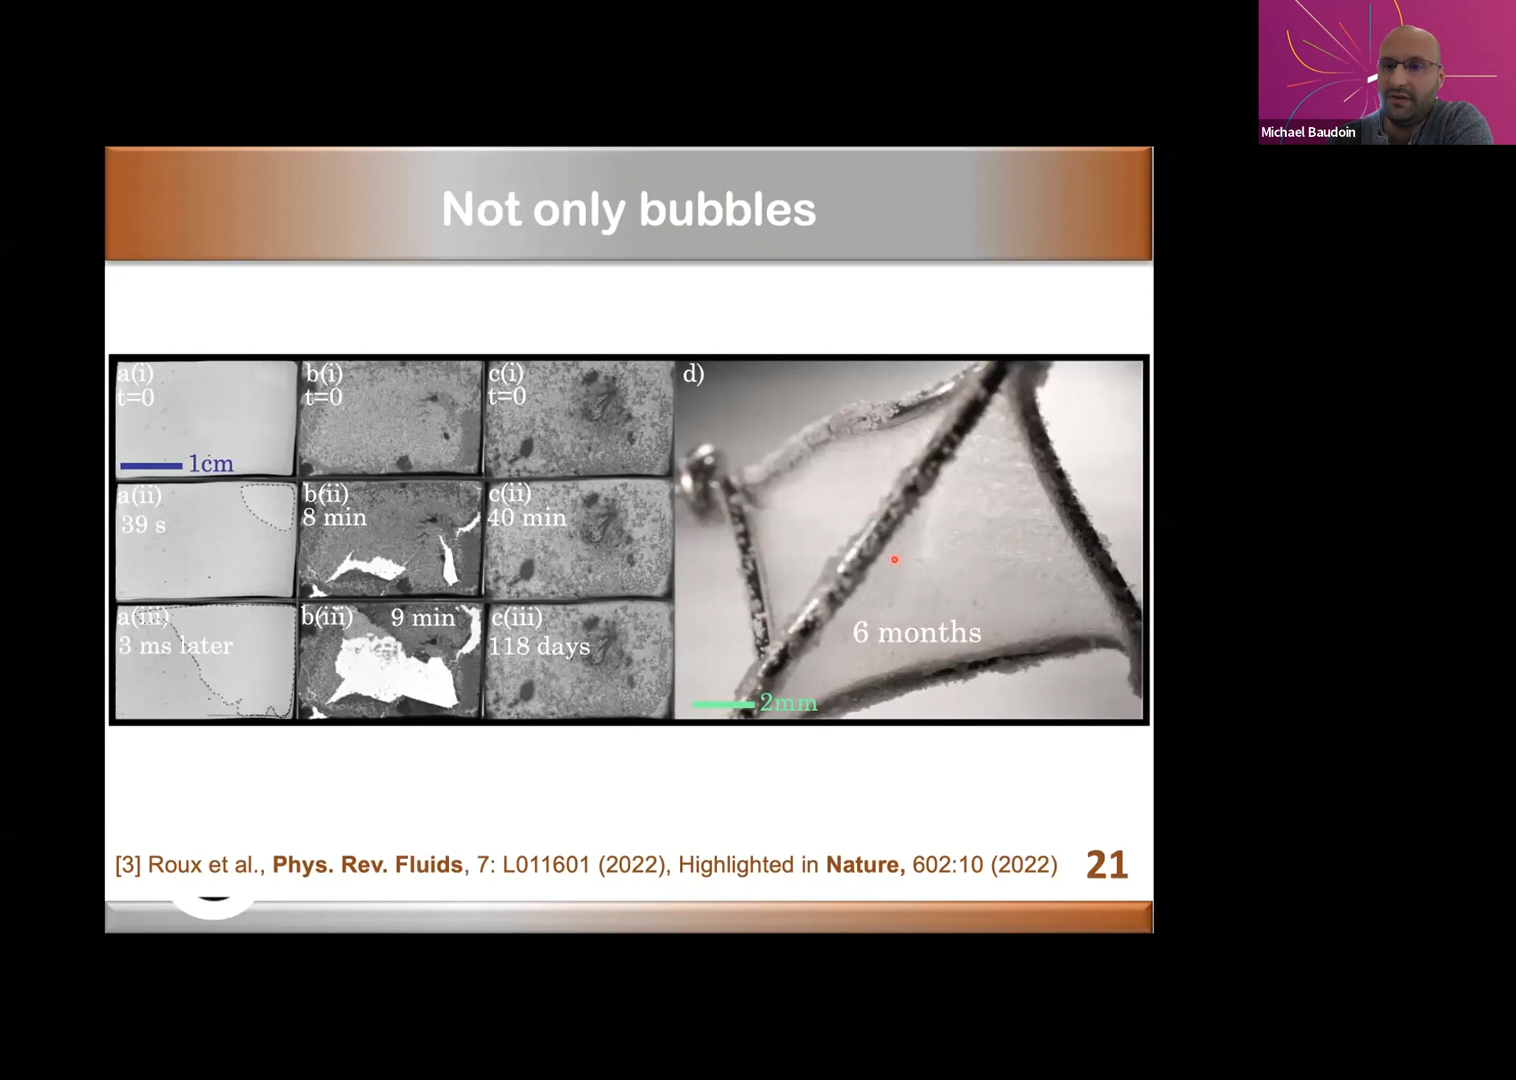 Michael Baudoin
Not only bubbles
a(i)
t=0
1cm
b(i)
t=0
c(i)
t=0
d)
a(ii)
39 s
b(ii)
8 min
c(ii)
40 min
a(iii)
3 ms later
b(iii) 9 min
c(iii)
118 days
6 months
2mm
[3] Roux et al., Phys. Rev. Fluids, 7: L011601 (2022), Highlighted in Nature, 602:10 (2022) 21